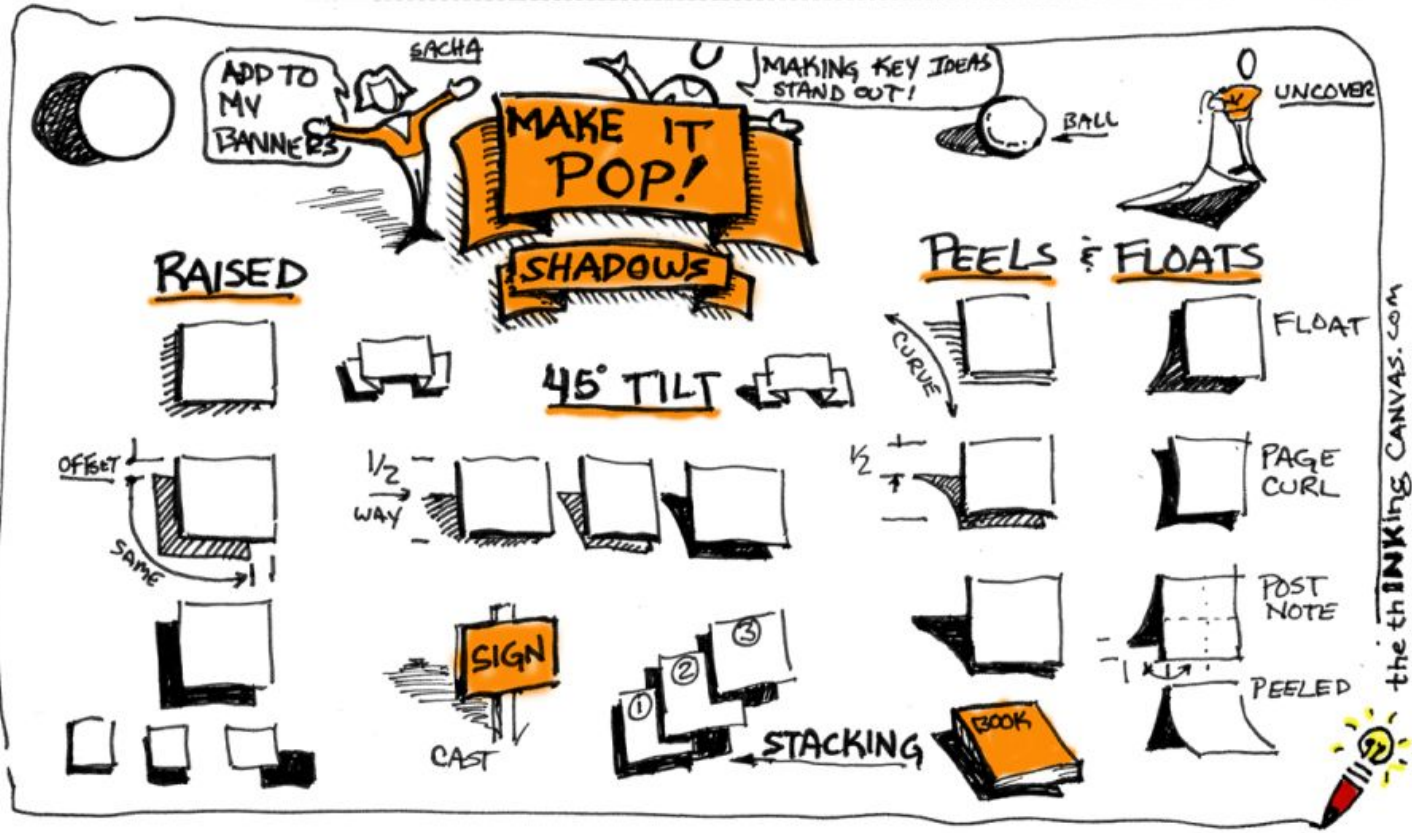 SACHA
ADD TO
MY
BANNERS
MAKE IT
POP!
SHADOWS
MAKING KEY IDEAS
STAND OUT!
BALL
UNCOVER
RAISED
OFFSET
SAME
45° TILT
1/2
WAY
SIGN
CAST
1
2
3
STACKING
PEELS & FLOATS
CURVE
FLOAT
1/2
PAGE
CURL
POST
NOTE
PEELED
BOOK
the thINKing CANVAS.com